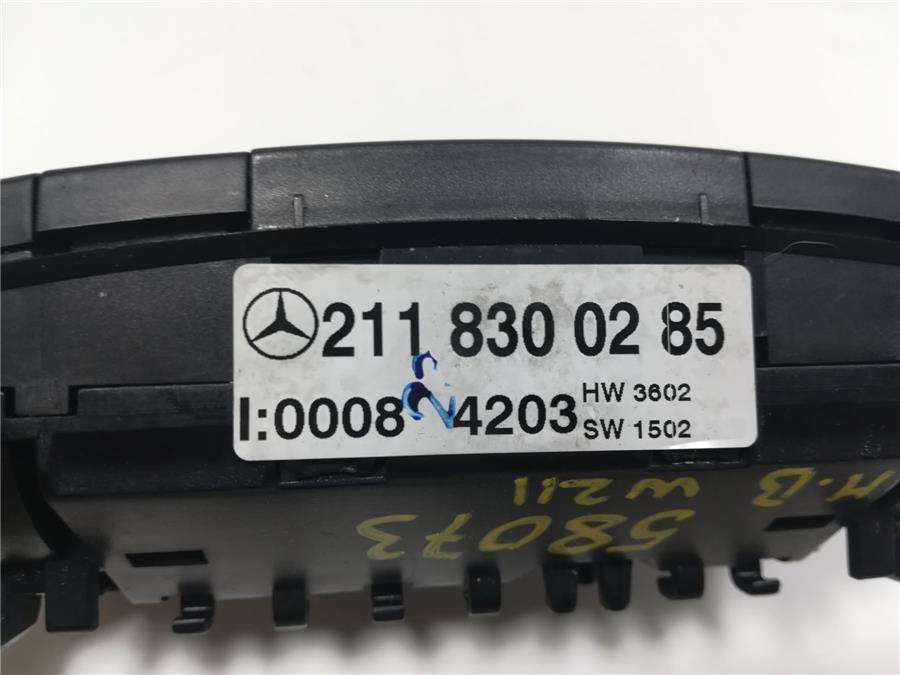 211 830 02 85
I:0008 4203
HW 3602
SW 1502
M.B
W211
58073